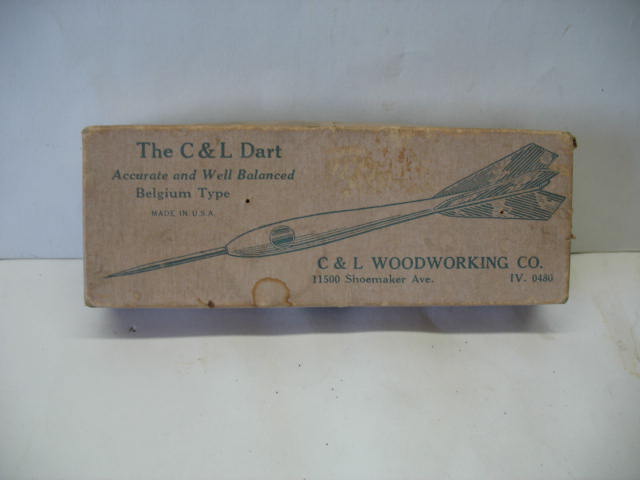 The C & L Dart
Accurate and Well Balanced
Belgium Type
MADE IN U.S.A.
C & L WOODWORKING CO.
11500 Shoemaker Ave. IV. 0480